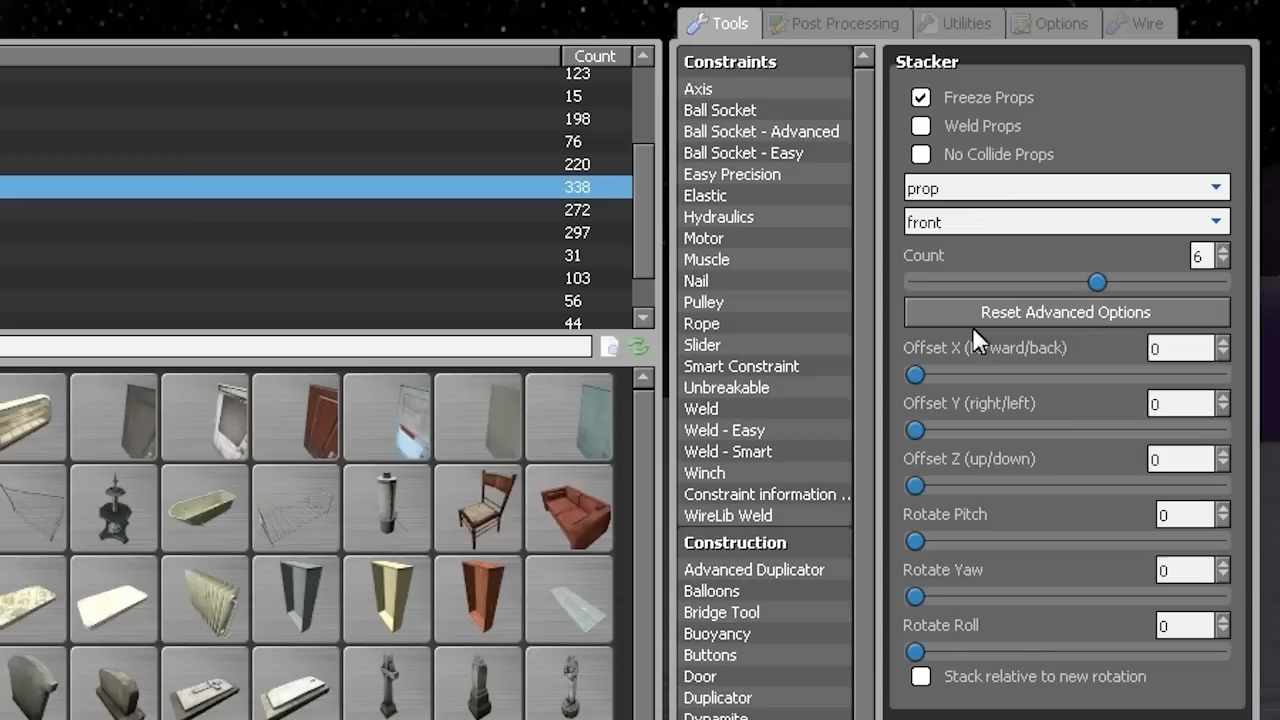 Tools
Post Processing
Utilities
Options
Wire
Count
123
15
198
76
220
338
272
297
31
103
56
44
Constraints
Axis
Ball Socket
Ball Socket - Advanced
Ball Socket - Easy
Easy Precision
Elastic
Hydraulics
Motor
Muscle
Nail
Pulley
Rope
Slider
Smart Constraint
Unbreakable
Weld
Weld - Easy
Weld - Smart
Winch
Constraint information ..
WireLib Weld
Construction
Advanced Duplicator
Balloons
Bridge Tool
Buoyancy
Buttons
Door
Duplicator
Dynamite
Stacker
Freeze Props
Weld Props
No Collide Props
prop
front
Count 6
Reset Advanced Options
Offset X (forward/back) 0
Offset Y (right/left) 0
Offset Z (up/down) 0
Rotate Pitch 0
Rotate Yaw 0
Rotate Roll 0
Stack relative to new rotation